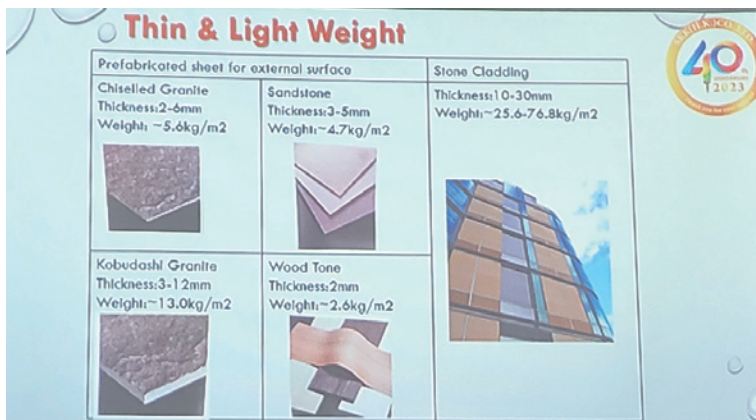 Thin & Light Weight
Prefabricated sheet for external surface
Stone Cladding
Chiselled Granite
Thickness:2-6mm
Weight: ~5.6kg/m2
Sandstone
Thickness:3-5mm
Weight:~4.7kg/m2
Thickness:10-30mm
Weight:~25.6-76.8kg/m2
Kobudashi Granite
Thickness:3-12mm
Weight:~13.0kg/m2
Wood Tone
Thickness:2mm
Weight:~2.6kg/m2
40th
2023